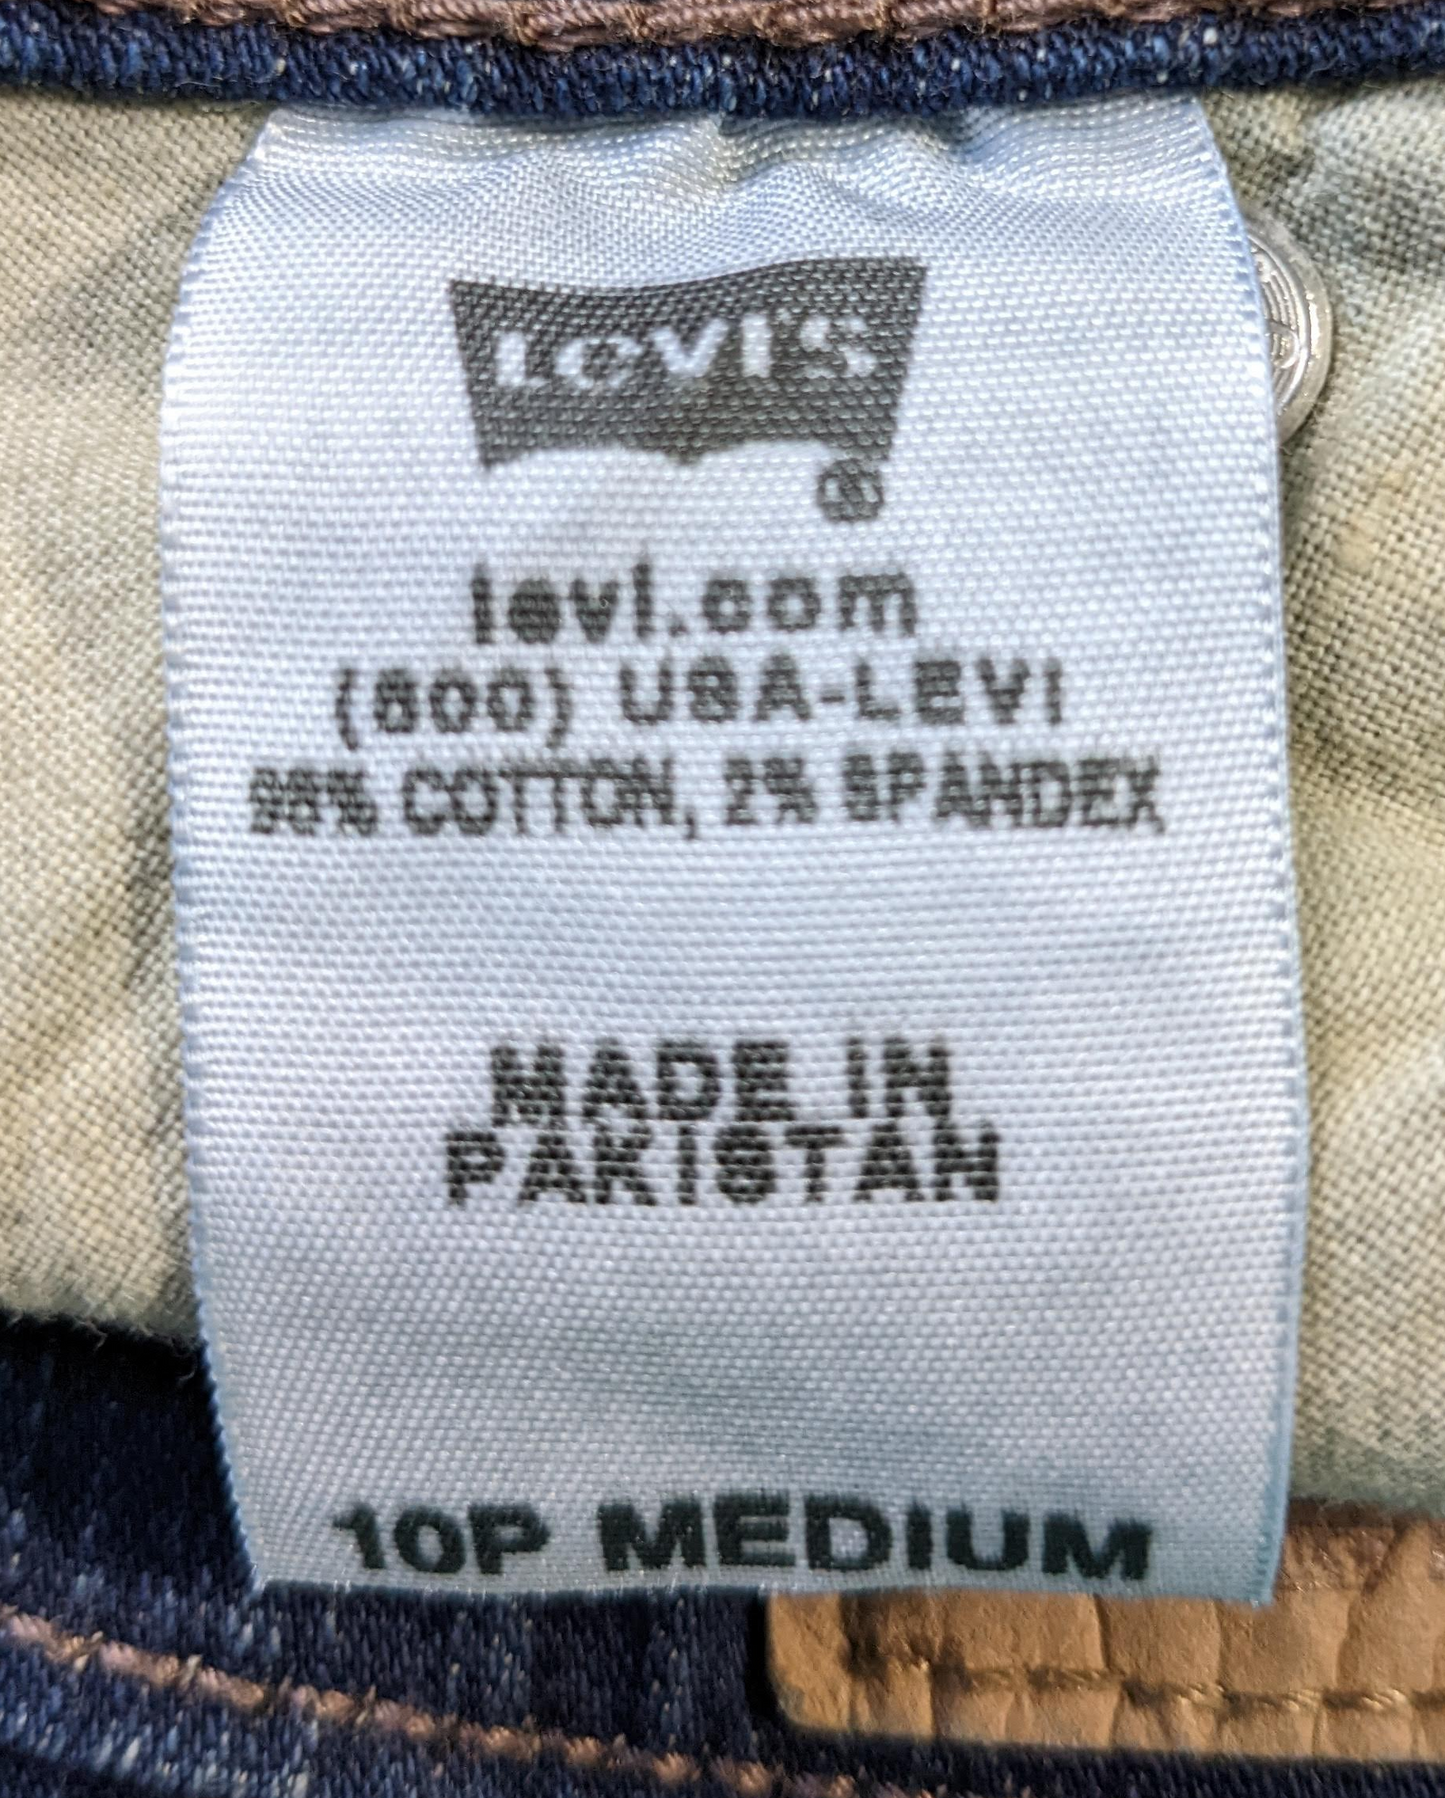 LEVI'S
®
levi.com
(800) USA-LEVI
98% COTTON, 2% SPANDEX
MADE IN
PAKISTAN
10P MEDIUM